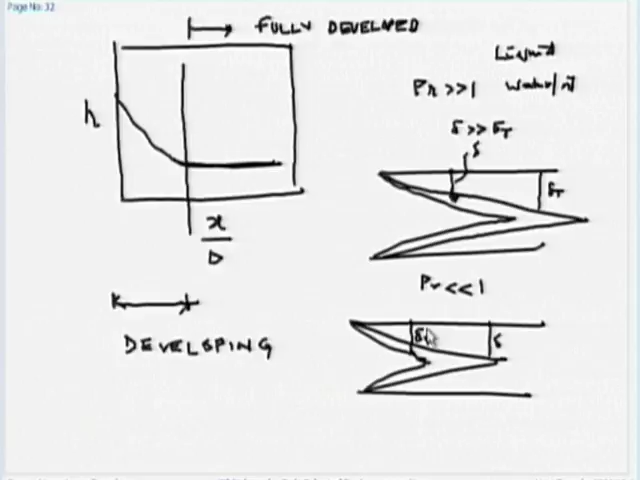 Page No: 32
FULLY DEVELOPED
h
x
D
DEVELOPING
Liquid
Pr >>1 Water/oil
δ >> δT
δ
δT
Pr <<1
δ